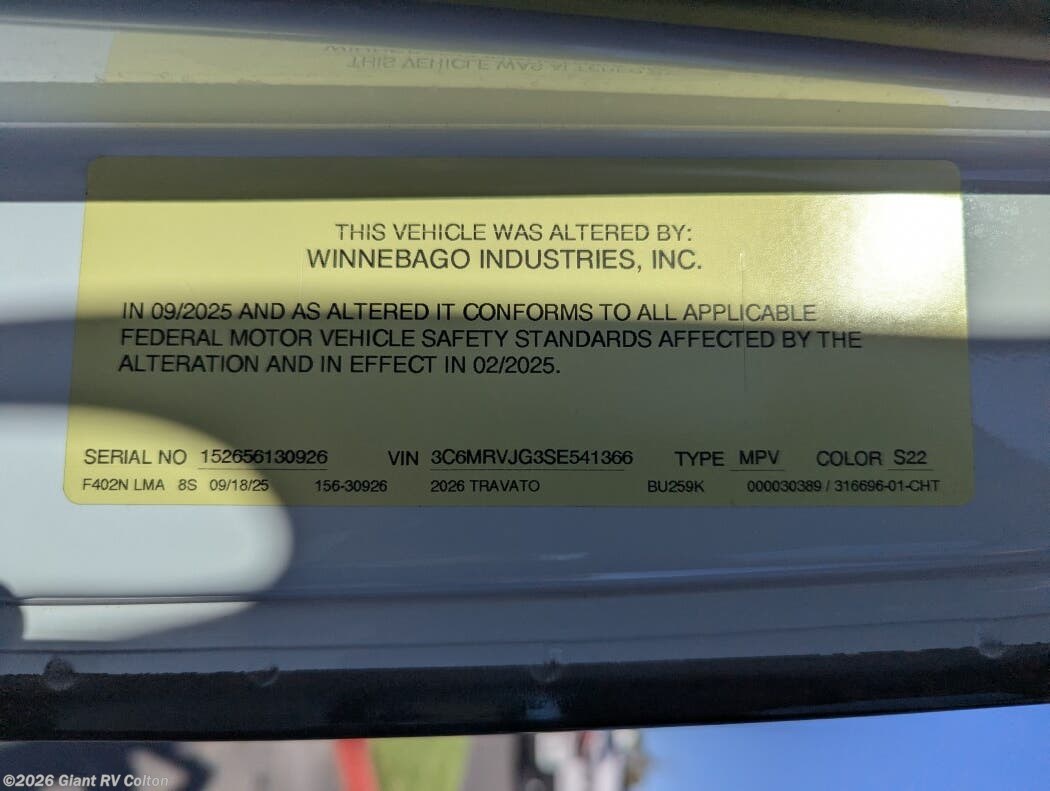 THIS VEHICLE WAS ALTERED BY:
WINNEBAGO INDUSTRIES, INC.
IN 09/2025 AND AS ALTERED IT CONFORMS TO ALL APPLICABLE
FEDERAL MOTOR VEHICLE SAFETY STANDARDS AFFECTED BY THE
ALTERATION AND IN EFFECT IN 02/2025.
SERIAL NO 152656130926 VIN 3C6MRVJG3SE541366 TYPE MPV COLOR S22
F402N LMA 8S 09/18/25 156-30926 2026 TRAVATO BU259K 000030389 / 316696-01-CHT
©2026 Giant RV Colton